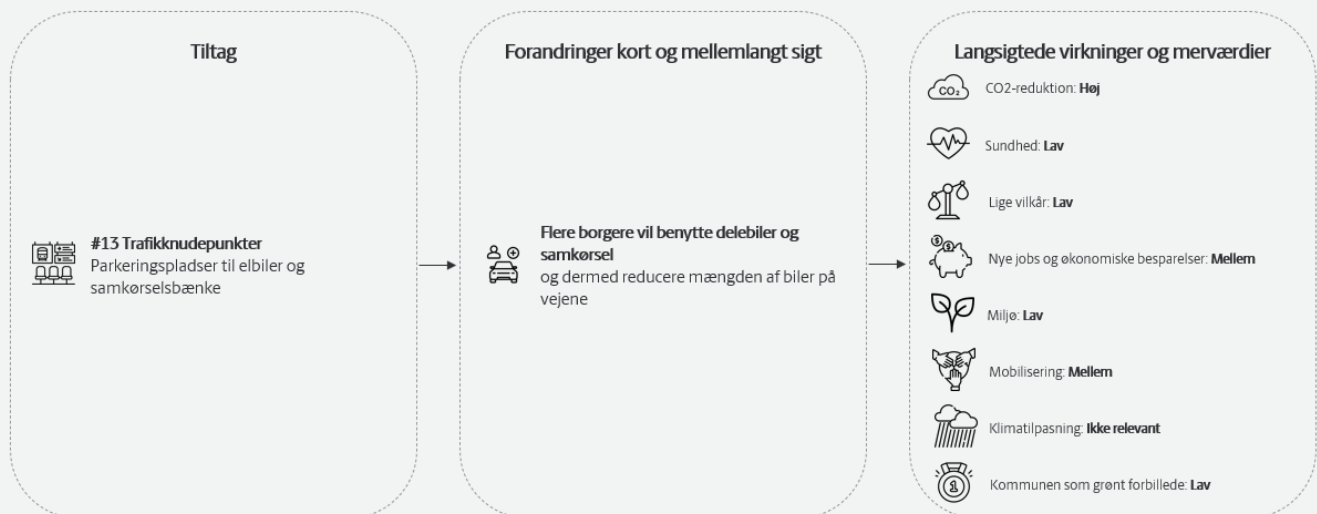 Tiltag
#13 Trafikknudepunkter
Parkeringspladser til elbiler og
samkørselsbænke
Forandringer kort og mellemlangt sigt
Flere borgere vil benytte delebiler og
samkørsel
og dermed reducere mængden af biler på
vejene
Langsigtede virkninger og merværdier
CO₂
CO2-reduktion: Høj
Sundhed: Lav
Lige vilkår: Lav
$ $
Nye jobs og økonomiske besparelser: Mellem
Miljø: Lav
Mobilisering: Mellem
Klimatilpasning: Ikke relevant
1
Kommunen som grønt forbillede: Lav